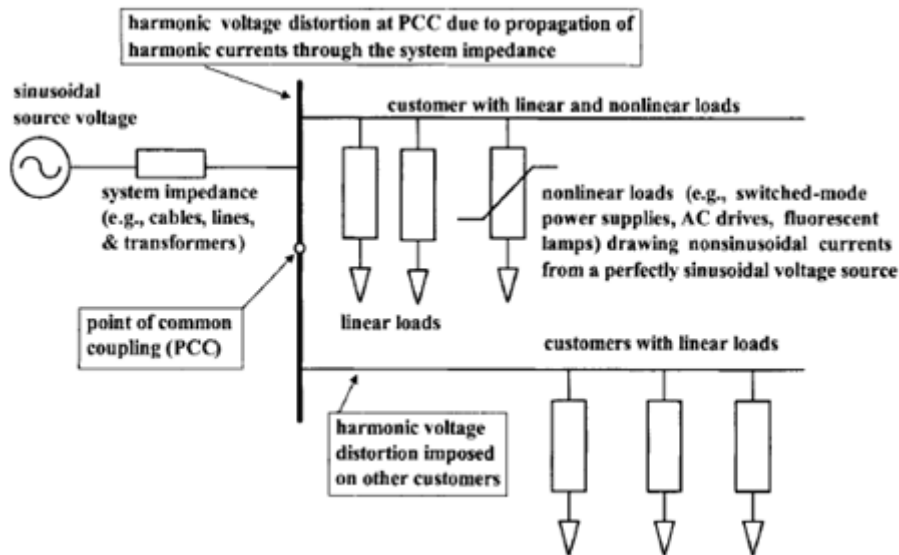 harmonic voltage distortion at PCC due to propagation of
harmonic currents through the system impedance
sinusoidal
source voltage
customer with linear and nonlinear loads
system impedance
(e.g., cables, lines,
& transformers)
nonlinear loads (e.g., switched-mode
power supplies, AC drives, fluorescent
lamps) drawing nonsinusoidal currents
from a perfectly sinusoidal voltage source
linear loads
point of common
coupling (PCC)
customers with linear loads
harmonic voltage
distortion imposed
on other customers